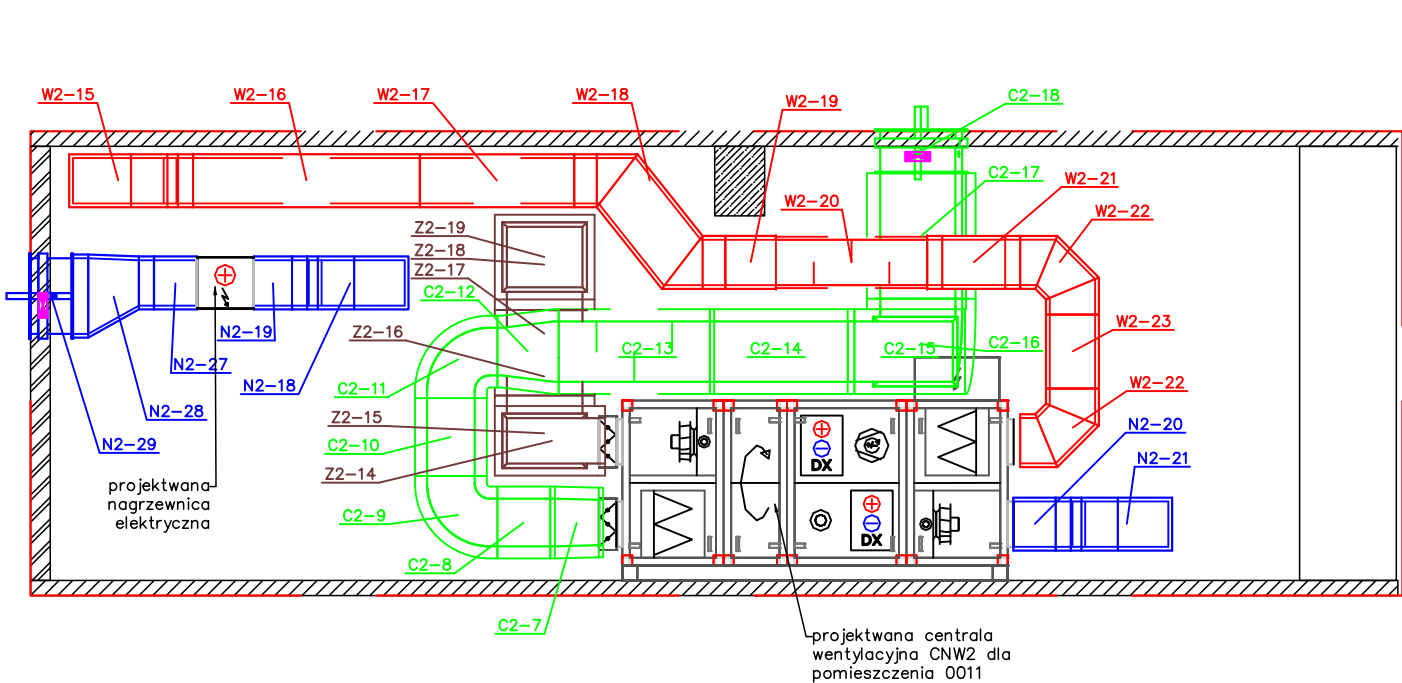 W2-15
W2-16
W2-17
W2-18
W2-19
C2-18
C2-17
W2-21
W2-20
W2-22
Z2-19
Z2-18
Z2-17
C2-12
Z2-16
N2-19
N2-27
N2-18
C2-11
C2-13
C2-14
C2-15
C2-16
W2-23
W2-22
N2-28
N2-29
Z2-15
C2-10
Z2-14
N2-20
N2-21
DX
projektwana
nagrzewnica
elektryczna
C2-9
DX
C2-8
C2-7
projektwana centrala
wentylacyjna CNW2 dla
pomieszczenia 0011